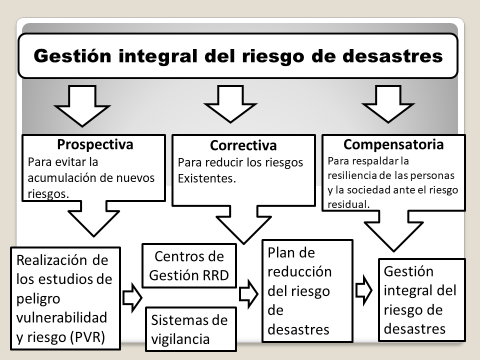 Gestión integral del riesgo de desastres
Prospectiva
Para evitar la
acumulación de nuevos
riesgos.
Correctiva
Para reducir los riesgos
Existentes.
Compensatoria
Para respaldar la
resiliencia de las personas
y la sociedad ante el riesgo
residual.
Realización de
los estudios de
peligro
vulnerabilidad
y riesgo (PVR)
Centros de
Gestión RRD
Sistemas de
vigilancia
Plan de
reducción
del riesgo
de
desastres
Gestión
integral del
riesgo de
desastres